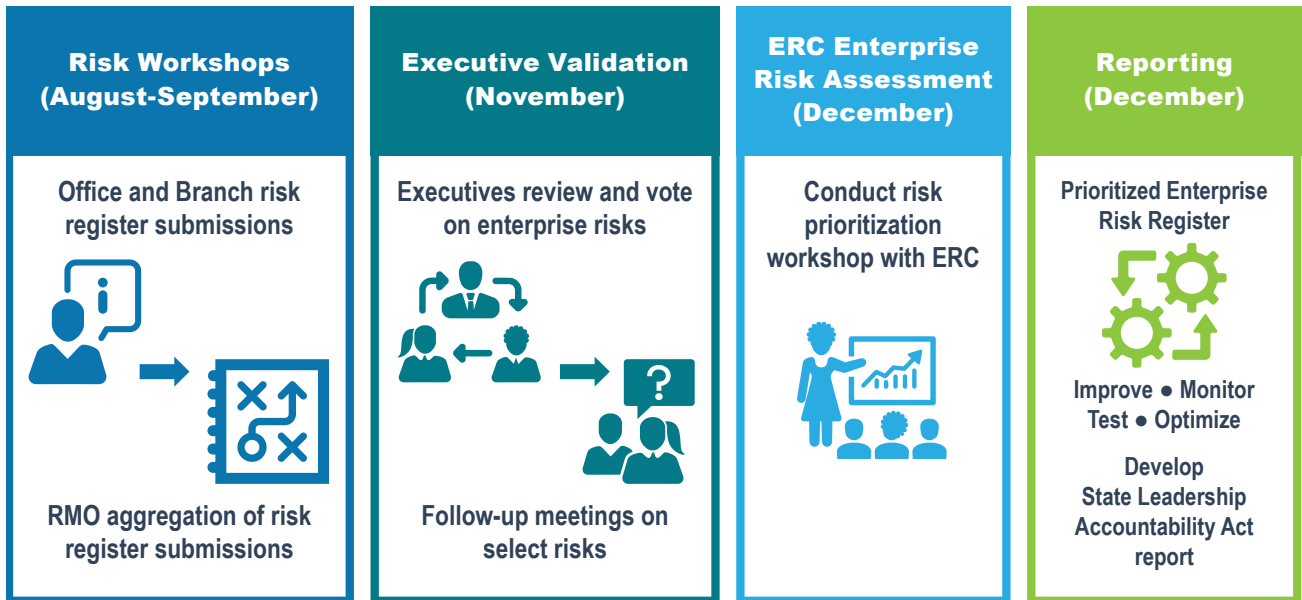 Risk Workshops
(August-September)
Office and Branch risk
register submissions
RMO aggregation of risk
register submissions
Executive Validation
(November)
Executives review and vote
on enterprise risks
?
Follow-up meetings on
select risks
ERC Enterprise
Risk Assessment
(December)
Conduct risk
prioritization
workshop with ERC
Reporting
(December)
Prioritized Enterprise
Risk Register
Improve ● Monitor
Test ● Optimize
Develop
State Leadership
Accountability Act
report